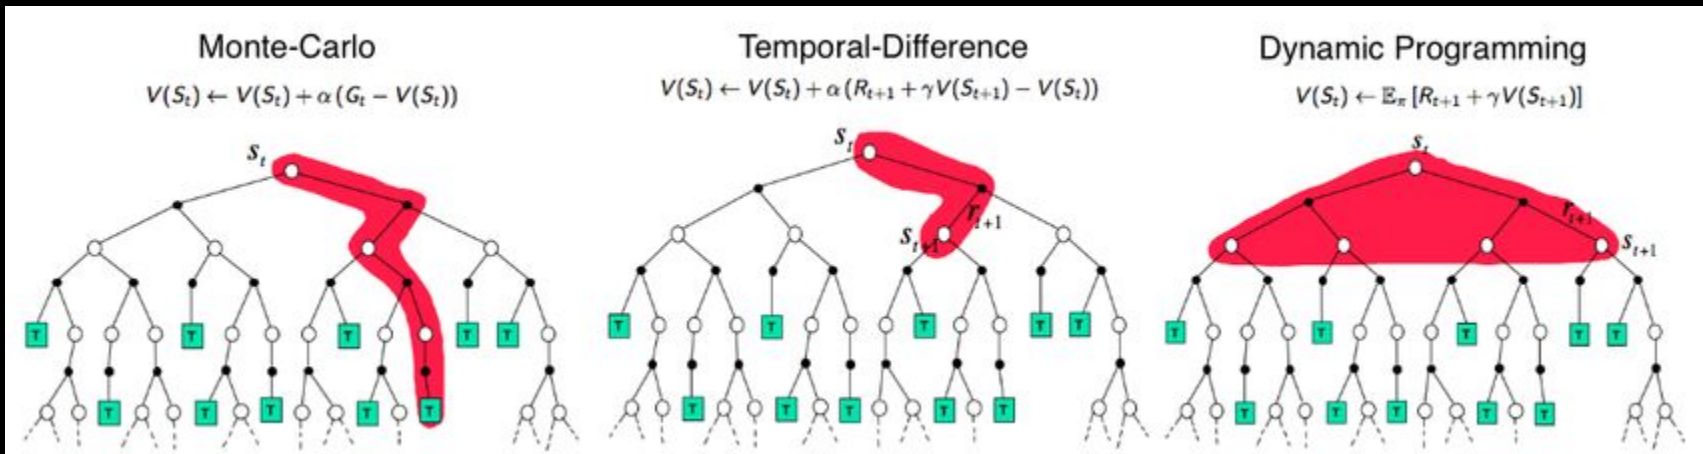 Monte-Carlo
V(S_t) ← V(S_t) + α (G_t − V(S_t))
S_t
T T T T T
T T T T T
Temporal-Difference
V(S_t) ← V(S_t) + α (R_{t+1} + γV(S_{t+1}) − V(S_t))
S_t
r_{t+1}
S_{t+1}
T T T T T
T T T T T
Dynamic Programming
V(S_t) ← 𝔼_π [R_{t+1} + γV(S_{t+1})]
S_t
r_{t+1}
S_{t+1}
T T T T T
T T T T T